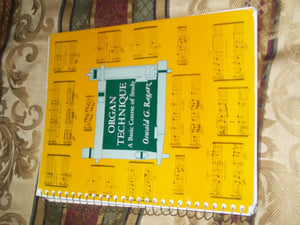 ORGAN
TECHNIQUE
A Basic Course of Study
Oswald G. Ragatz